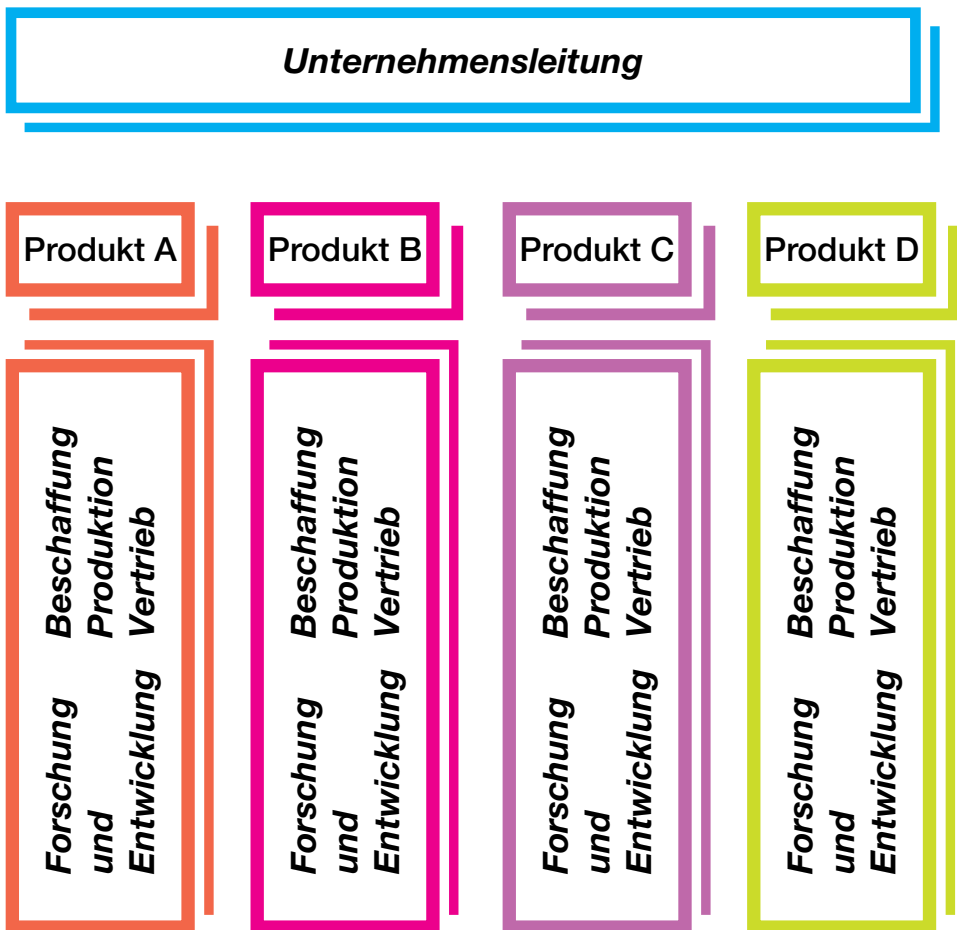 Unternehmensleitung
Produkt A
Produkt B
Produkt C
Produkt D
Forschung
und
Entwicklung
Beschaffung
Produktion
Vertrieb
Forschung
und
Entwicklung
Beschaffung
Produktion
Vertrieb
Forschung
und
Entwicklung
Beschaffung
Produktion
Vertrieb
Forschung
und
Entwicklung
Beschaffung
Produktion
Vertrieb